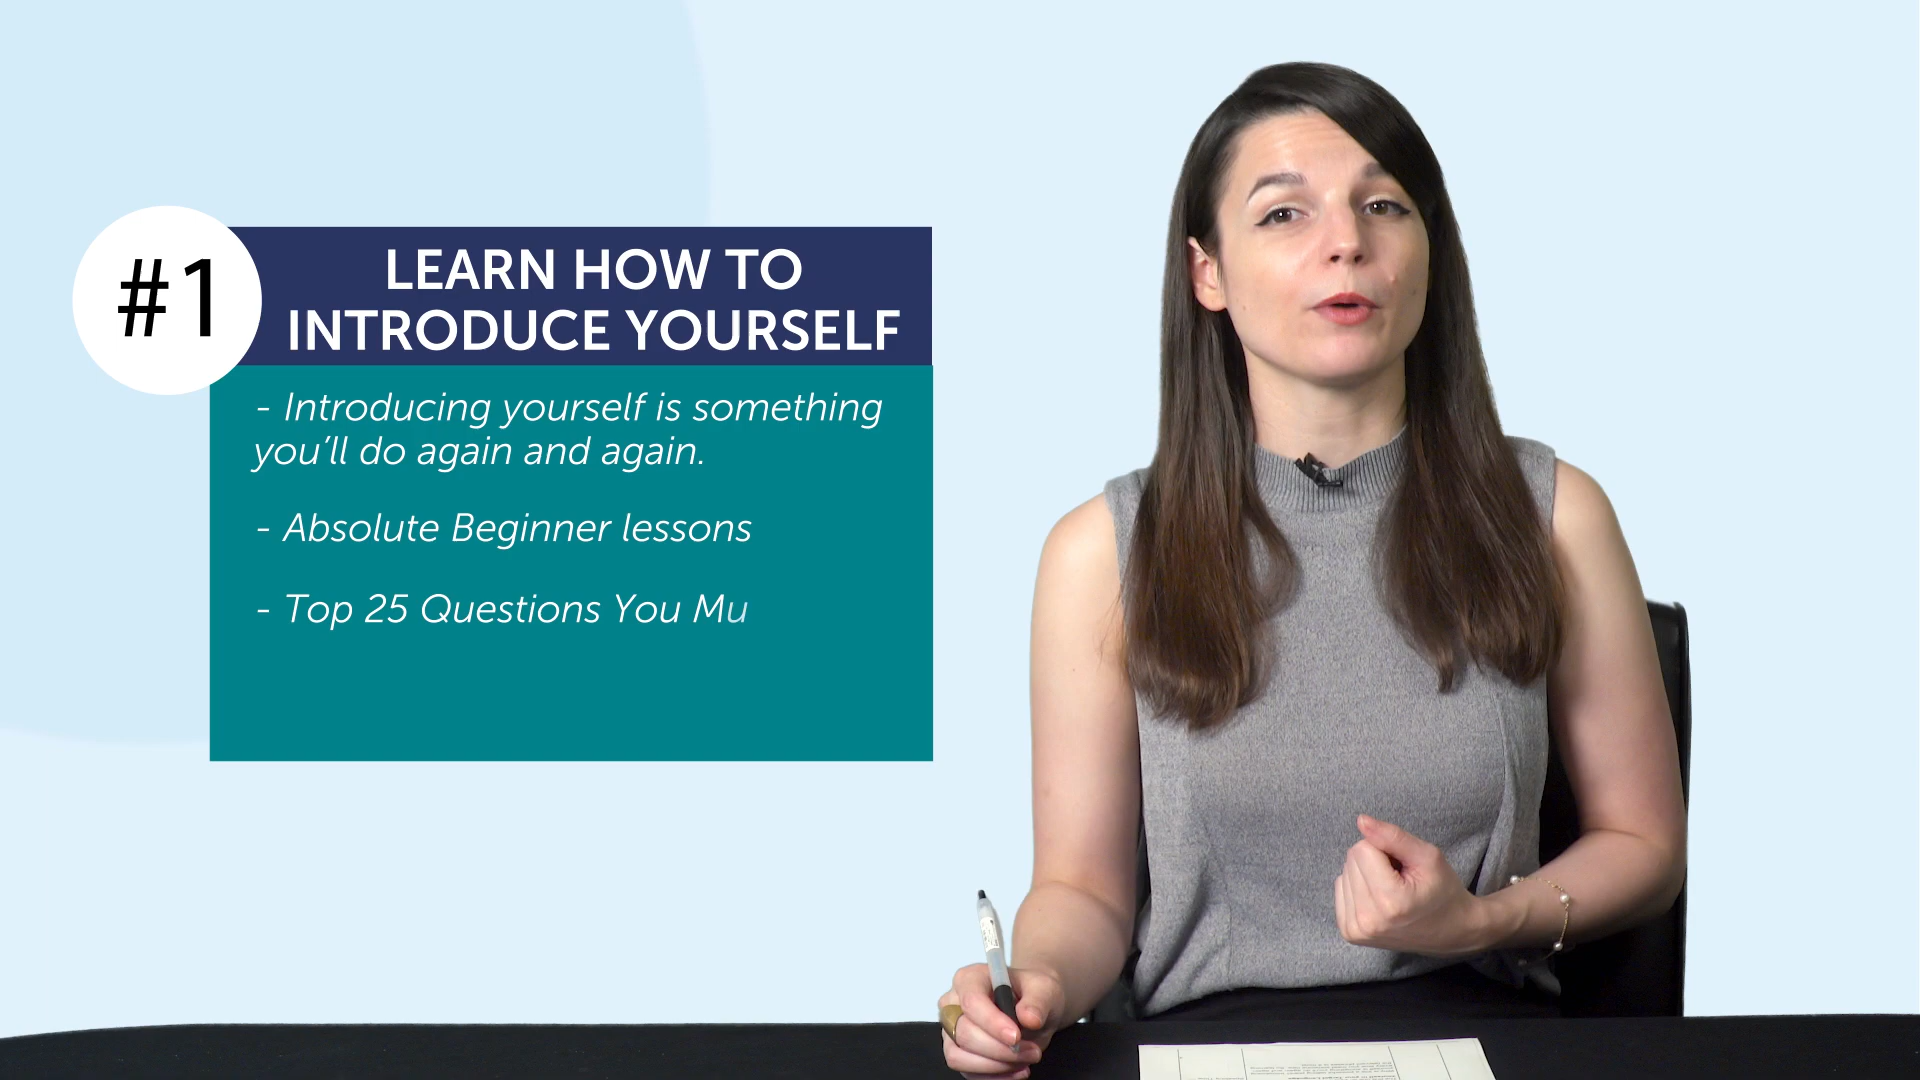 #1
LEARN HOW TO
INTRODUCE YOURSELF
- Introducing yourself is something
you’ll do again and again.
- Absolute Beginner lessons
- Top 25 Questions You Mu